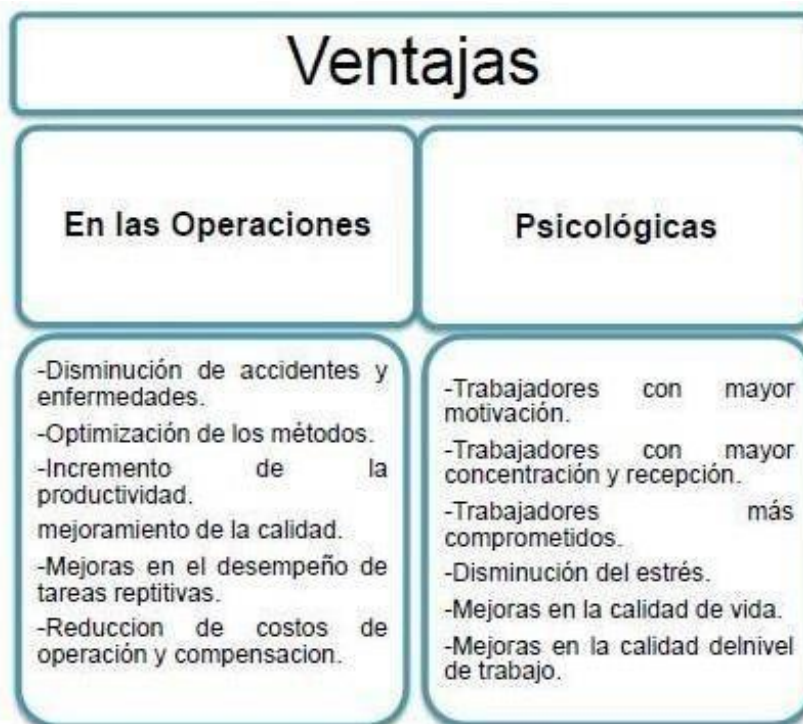 Ventajas
En las Operaciones
Psicológicas
-Disminución de accidentes y
enfermedades.
-Optimización de los métodos.
-Incremento de la
productividad.
mejoramiento de la calidad.
-Mejoras en el desempeño de
tareas reptitivas.
-Reduccion de costos de
operación y compensacion.
-Trabajadores con mayor
motivación.
-Trabajadores con mayor
concentración y recepción.
-Trabajadores más
comprometidos.
-Disminución del estrés.
-Mejoras en la calidad de vida.
-Mejoras en la calidad delnivel
de trabajo.